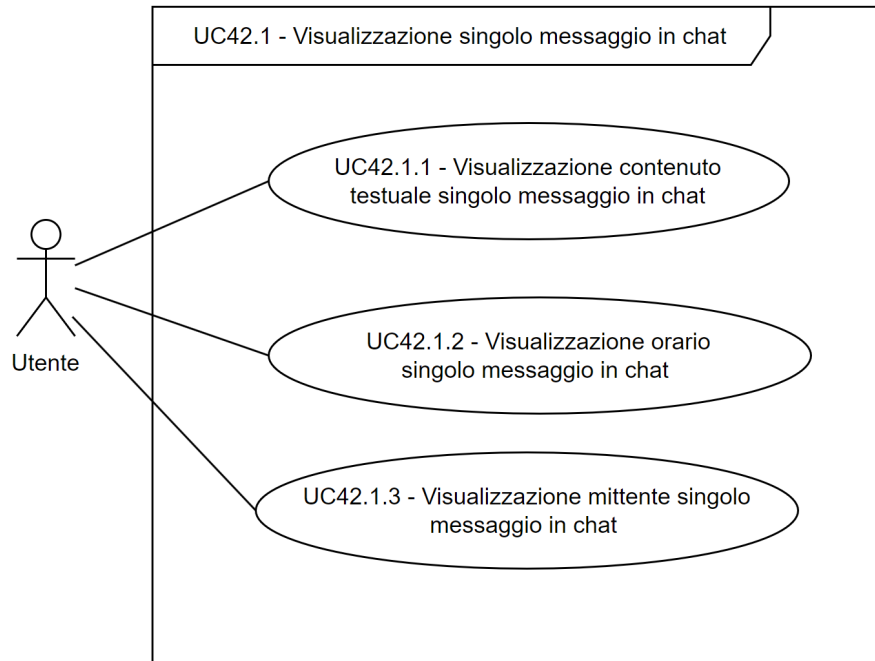 UC42.1 - Visualizzazione singolo messaggio in chat
UC42.1.1 - Visualizzazione contenuto
testuale singolo messaggio in chat
UC42.1.2 - Visualizzazione orario
singolo messaggio in chat
Utente
UC42.1.3 - Visualizzazione mittente singolo
messaggio in chat